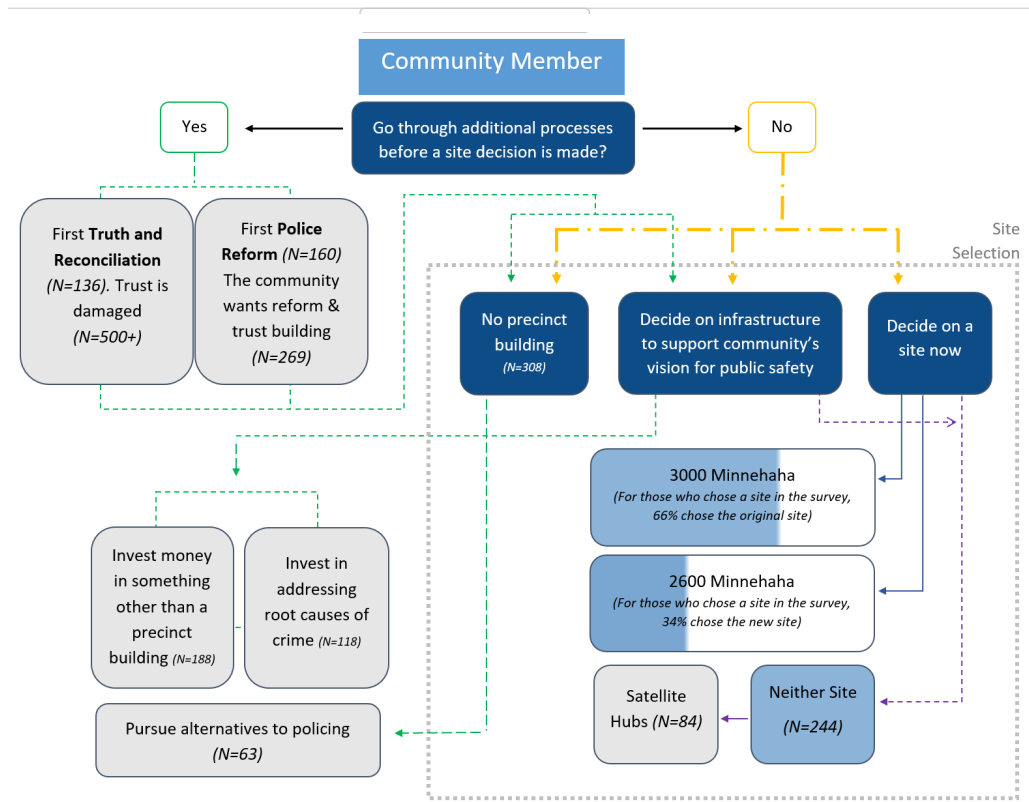 Community Member
Go through additional processes
before a site decision is made?
Yes
No
First Truth and
Reconciliation
(N=136). Trust is
damaged
(N=500+)
First Police
Reform (N=160)
The community
wants reform &
trust building
(N=269)
Site
Selection
No precinct
building
(N=308)
Decide on infrastructure
to support community's
vision for public safety
Decide on a
site now
3000 Minnehaha
(For those who chose a site in the survey,
66% chose the original site)
Invest money
in something
other than a
precinct
building (N=188)
Invest in
addressing
root causes of
crime (N=118)
2600 Minnehaha
(For those who chose a site in the survey,
34% chose the new site)
Satellite
Hubs (N=84)
Neither Site
(N=244)
Pursue alternatives to policing
(N=63)